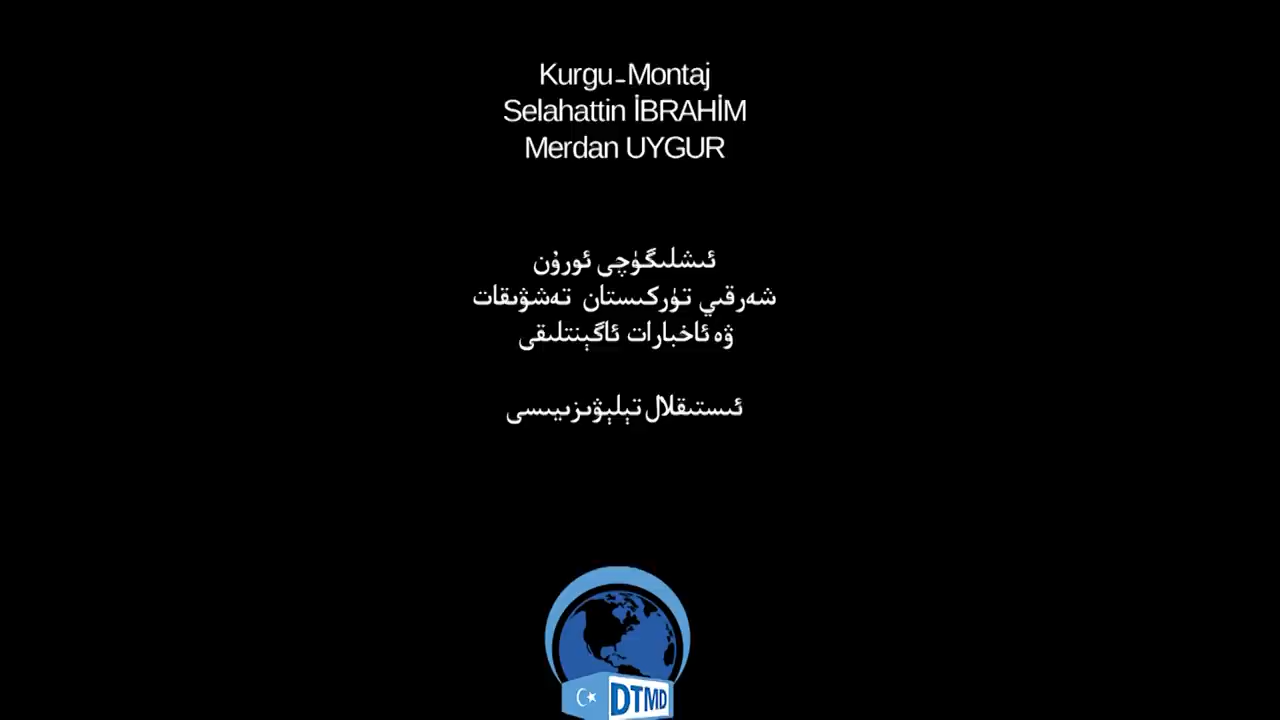 Kurgu-Montaj
Selahattin İBRAHİM
Merdan UYGUR
ئىشلىگۈچى ئورۇن
شەرقىي تۈركىستان تەشۋىقات
ۋە ئاخبارات ئاگېنتلىقى
ئىستىقلال تېلېۋىزىيىسى
DTMD